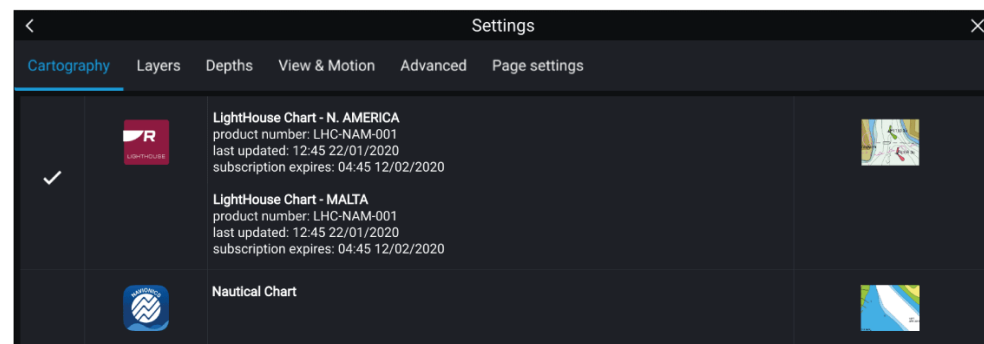 Settings
Cartography Layers Depths View & Motion Advanced Page settings
R
LIGHTHOUSE
LightHouse Chart - N. AMERICA
product number: LHC-NAM-001
last updated: 12:45 22/01/2020
subscription expires: 04:45 12/02/2020
LightHouse Chart - MALTA
product number: LHC-NAM-001
last updated: 12:45 22/01/2020
subscription expires: 04:45 12/02/2020
NAVIONICS
Nautical Chart